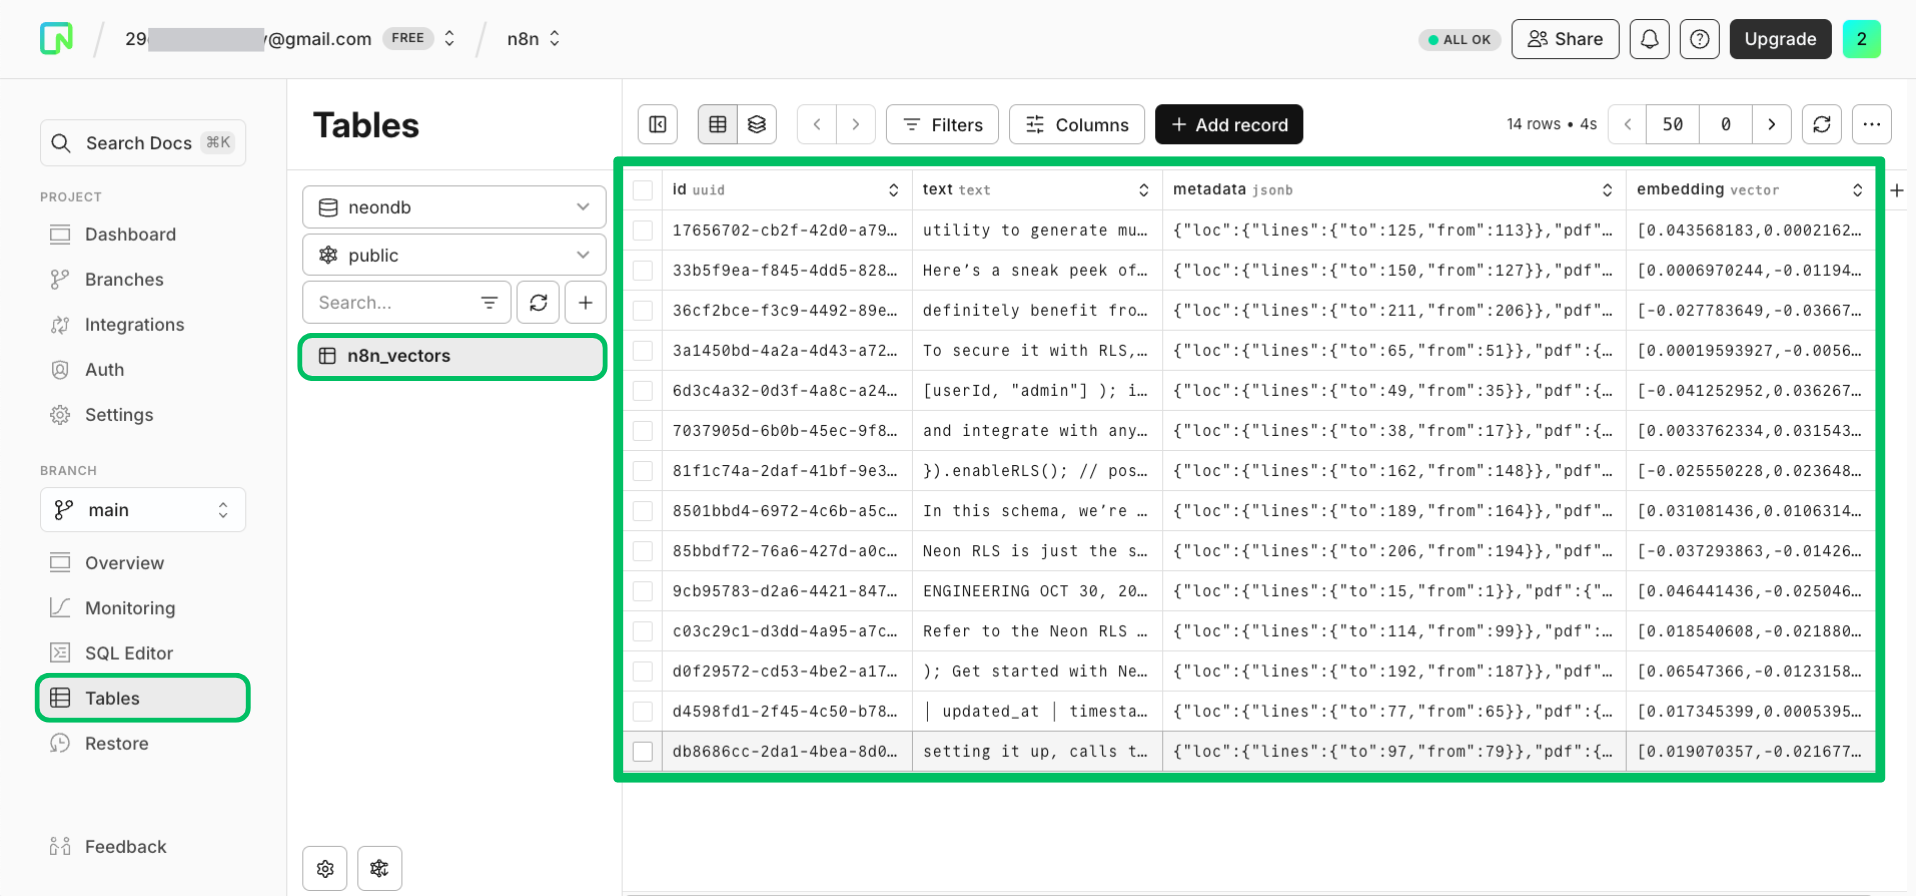 29 @gmail.com FREE n8n ALL OK Share Upgrade 2
Search Docs ⌘K
PROJECT
Dashboard
Branches
Integrations
Auth
Settings
BRANCH
main
Overview
Monitoring
SQL Editor
Tables
Restore
Feedback
Tables
neondb
public
Search...
n8n_vectors
Filters Columns + Add record 14 rows • 4s 50 0
id uuid text text metadata jsonb embedding vector
17656702-cb2f-42d0-a79… utility to generate mu… {"loc":{"lines":{"to":125,"from":113}},"pdf"… [0.043568183,0.0002162…
33b5f9ea-f845-4dd5-828… Here’s a sneak peek of… {"loc":{"lines":{"to":150,"from":127}},"pdf"… [0.0006970244,-0.01194…
36cf2bce-f3c9-4492-89e… definitely benefit fro… {"loc":{"lines":{"to":211,"from":206}},"pdf"… [-0.027783649,-0.03667…
3a1450bd-4a2a-4d43-a72… To secure it with RLS,… {"loc":{"lines":{"to":65,"from":51}},"pdf":{… [0.00019593927,-0.0056…
6d3c4a32-0d3f-4a8c-a24… [userId, "admin"] ); i… {"loc":{"lines":{"to":49,"from":35}},"pdf":{… [-0.041252952,0.036267…
7037905d-6b0b-45ec-9f8… and integrate with any… {"loc":{"lines":{"to":38,"from":17}},"pdf":{… [0.0033762334,0.031543…
81f1c74a-2daf-41bf-9e3… }).enableRLS(); // pos… {"loc":{"lines":{"to":162,"from":148}},"pdf"… [-0.025550228,0.023648…
8501bbd4-6972-4c6b-a5c… In this schema, we’re … {"loc":{"lines":{"to":189,"from":164}},"pdf"… [0.031081436,0.0106314…
85bbdf72-76a6-427d-a0c… Neon RLS is just the s… {"loc":{"lines":{"to":206,"from":194}},"pdf"… [-0.037293863,-0.01426…
9cb95783-d2a6-4421-847… ENGINEERING OCT 30, 20… {"loc":{"lines":{"to":15,"from":1}},"pdf":{"… [0.046441436,-0.025046…
c03c29c1-d3dd-4a95-a7c… Refer to the Neon RLS … {"loc":{"lines":{"to":114,"from":99}},"pdf":… [0.018540608,-0.021880…
d0f29572-cd53-4be2-a17… ); Get started with Ne… {"loc":{"lines":{"to":192,"from":187}},"pdf"… [0.06547366,-0.0123158…
d4598fd1-2f45-4c50-b78… | updated_at | timesta… {"loc":{"lines":{"to":77,"from":65}},"pdf":{… [0.017345399,0.0005395…
db8686cc-2da1-4bea-8d0… setting it up, calls t… {"loc":{"lines":{"to":97,"from":79}},"pdf":{… [0.019070357,-0.021677…